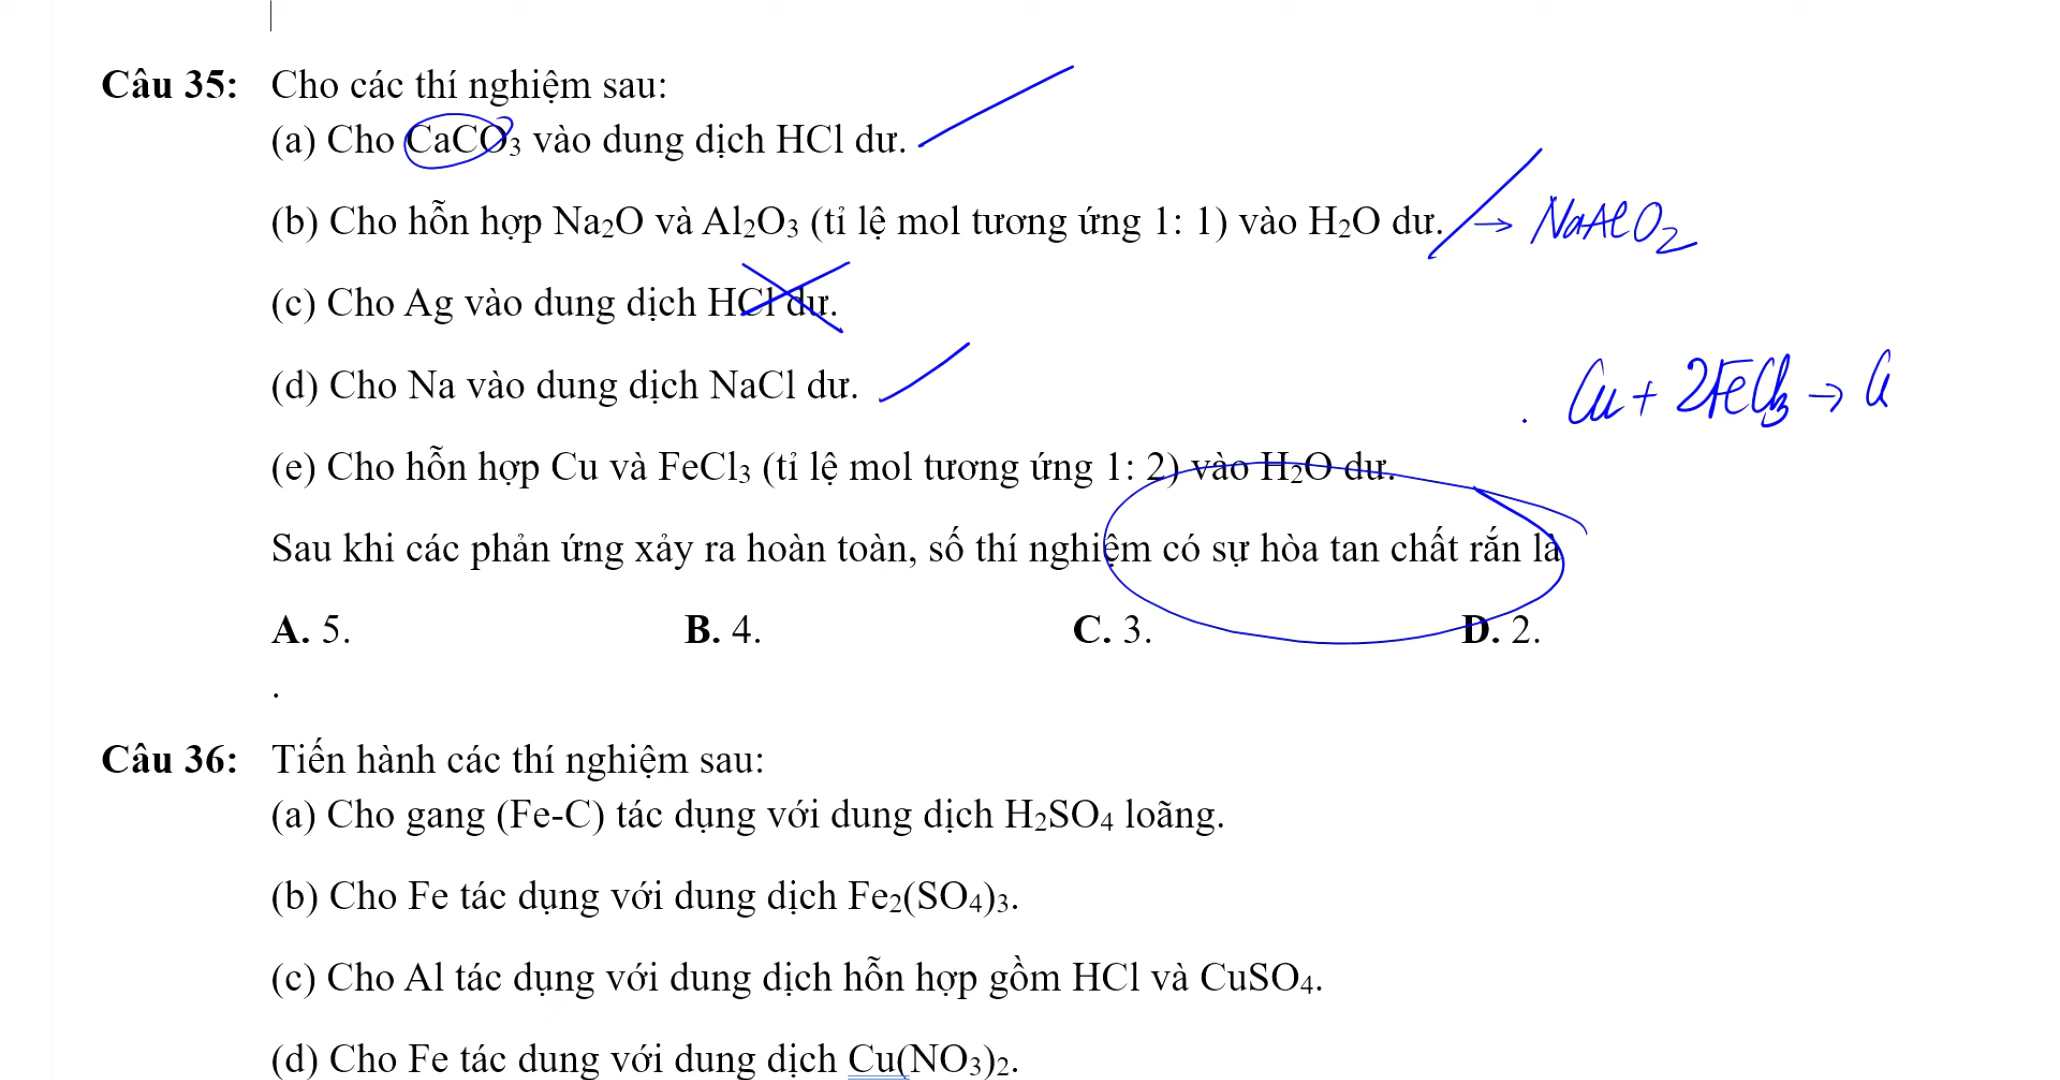 Câu 35: Cho các thí nghiệm sau:
(a) Cho CaCO₃ vào dung dịch HCl dư.
(b) Cho hỗn hợp Na₂O và Al₂O₃ (tỉ lệ mol tương ứng 1: 1) vào H₂O dư. → NaAlO₂
(c) Cho Ag vào dung dịch HCl dư.
(d) Cho Na vào dung dịch NaCl dư.
. Cu + 2FeCl₃ → C
(e) Cho hỗn hợp Cu và FeCl₃ (tỉ lệ mol tương ứng 1: 2) vào H₂O dư.
Sau khi các phản ứng xảy ra hoàn toàn, số thí nghiệm có sự hòa tan chất rắn là
A. 5. B. 4. C. 3. D. 2.
.
Câu 36: Tiến hành các thí nghiệm sau:
(a) Cho gang (Fe-C) tác dụng với dung dịch H₂SO₄ loãng.
(b) Cho Fe tác dụng với dung dịch Fe₂(SO₄)₃.
(c) Cho Al tác dụng với dung dịch hỗn hợp gồm HCl và CuSO₄.
(d) Cho Fe tác dung với dung dịch Cu(NO₃)₂.